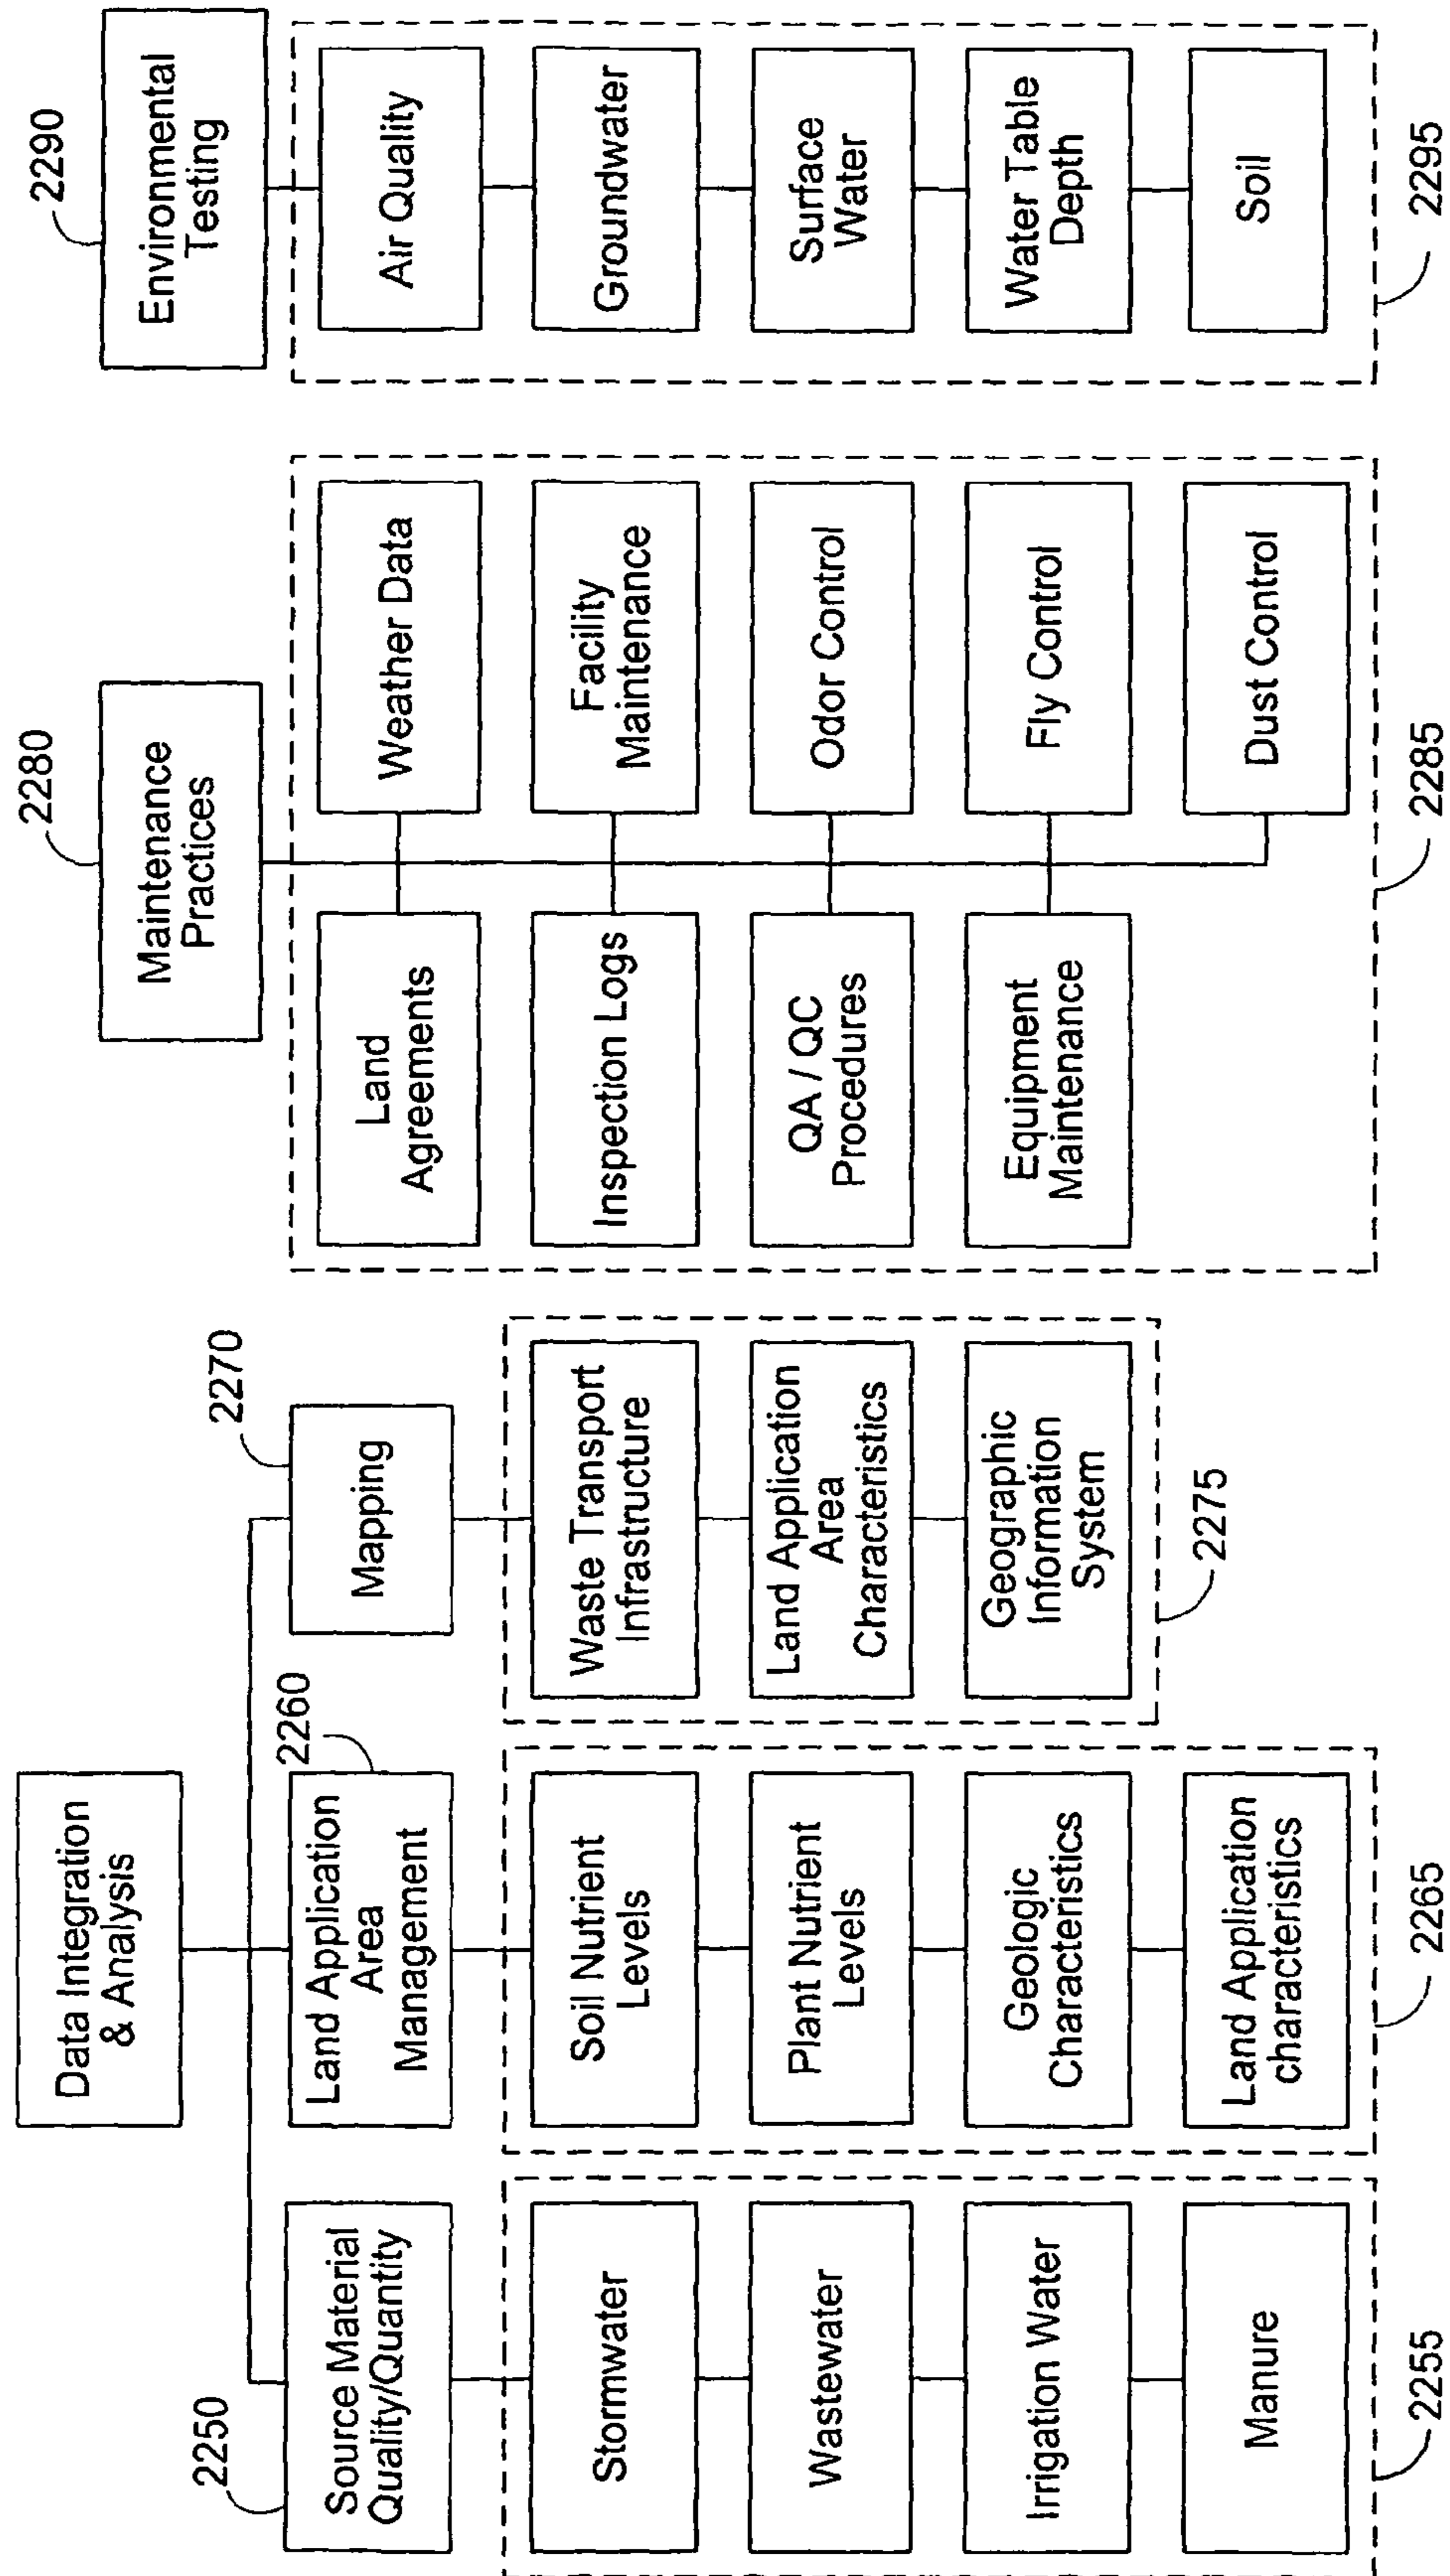 Data Integration
& Analysis
2250
Source Material
Quality/Quantity
Stormwater
Wastewater
Irrigation Water
Manure
2255
2260
Land Application
Area
Management
Soil Nutrient
Levels
Plant Nutrient
Levels
Geologic
Characteristics
Land Application
characteristics
2265
2270
Mapping
Waste Transport
Infrastructure
Land Application
Area
Characteristics
Geographic
Information
System
2275
2280
Maintenance
Practices
Land
Agreements
Weather Data
Inspection Logs
Facility
Maintenance
QA / QC
Procedures
Odor Control
Equipment
Maintenance
Fly Control
Dust Control
2285
2290
Environmental
Testing
Air Quality
Groundwater
Surface
Water
Water Table
Depth
Soil
2295